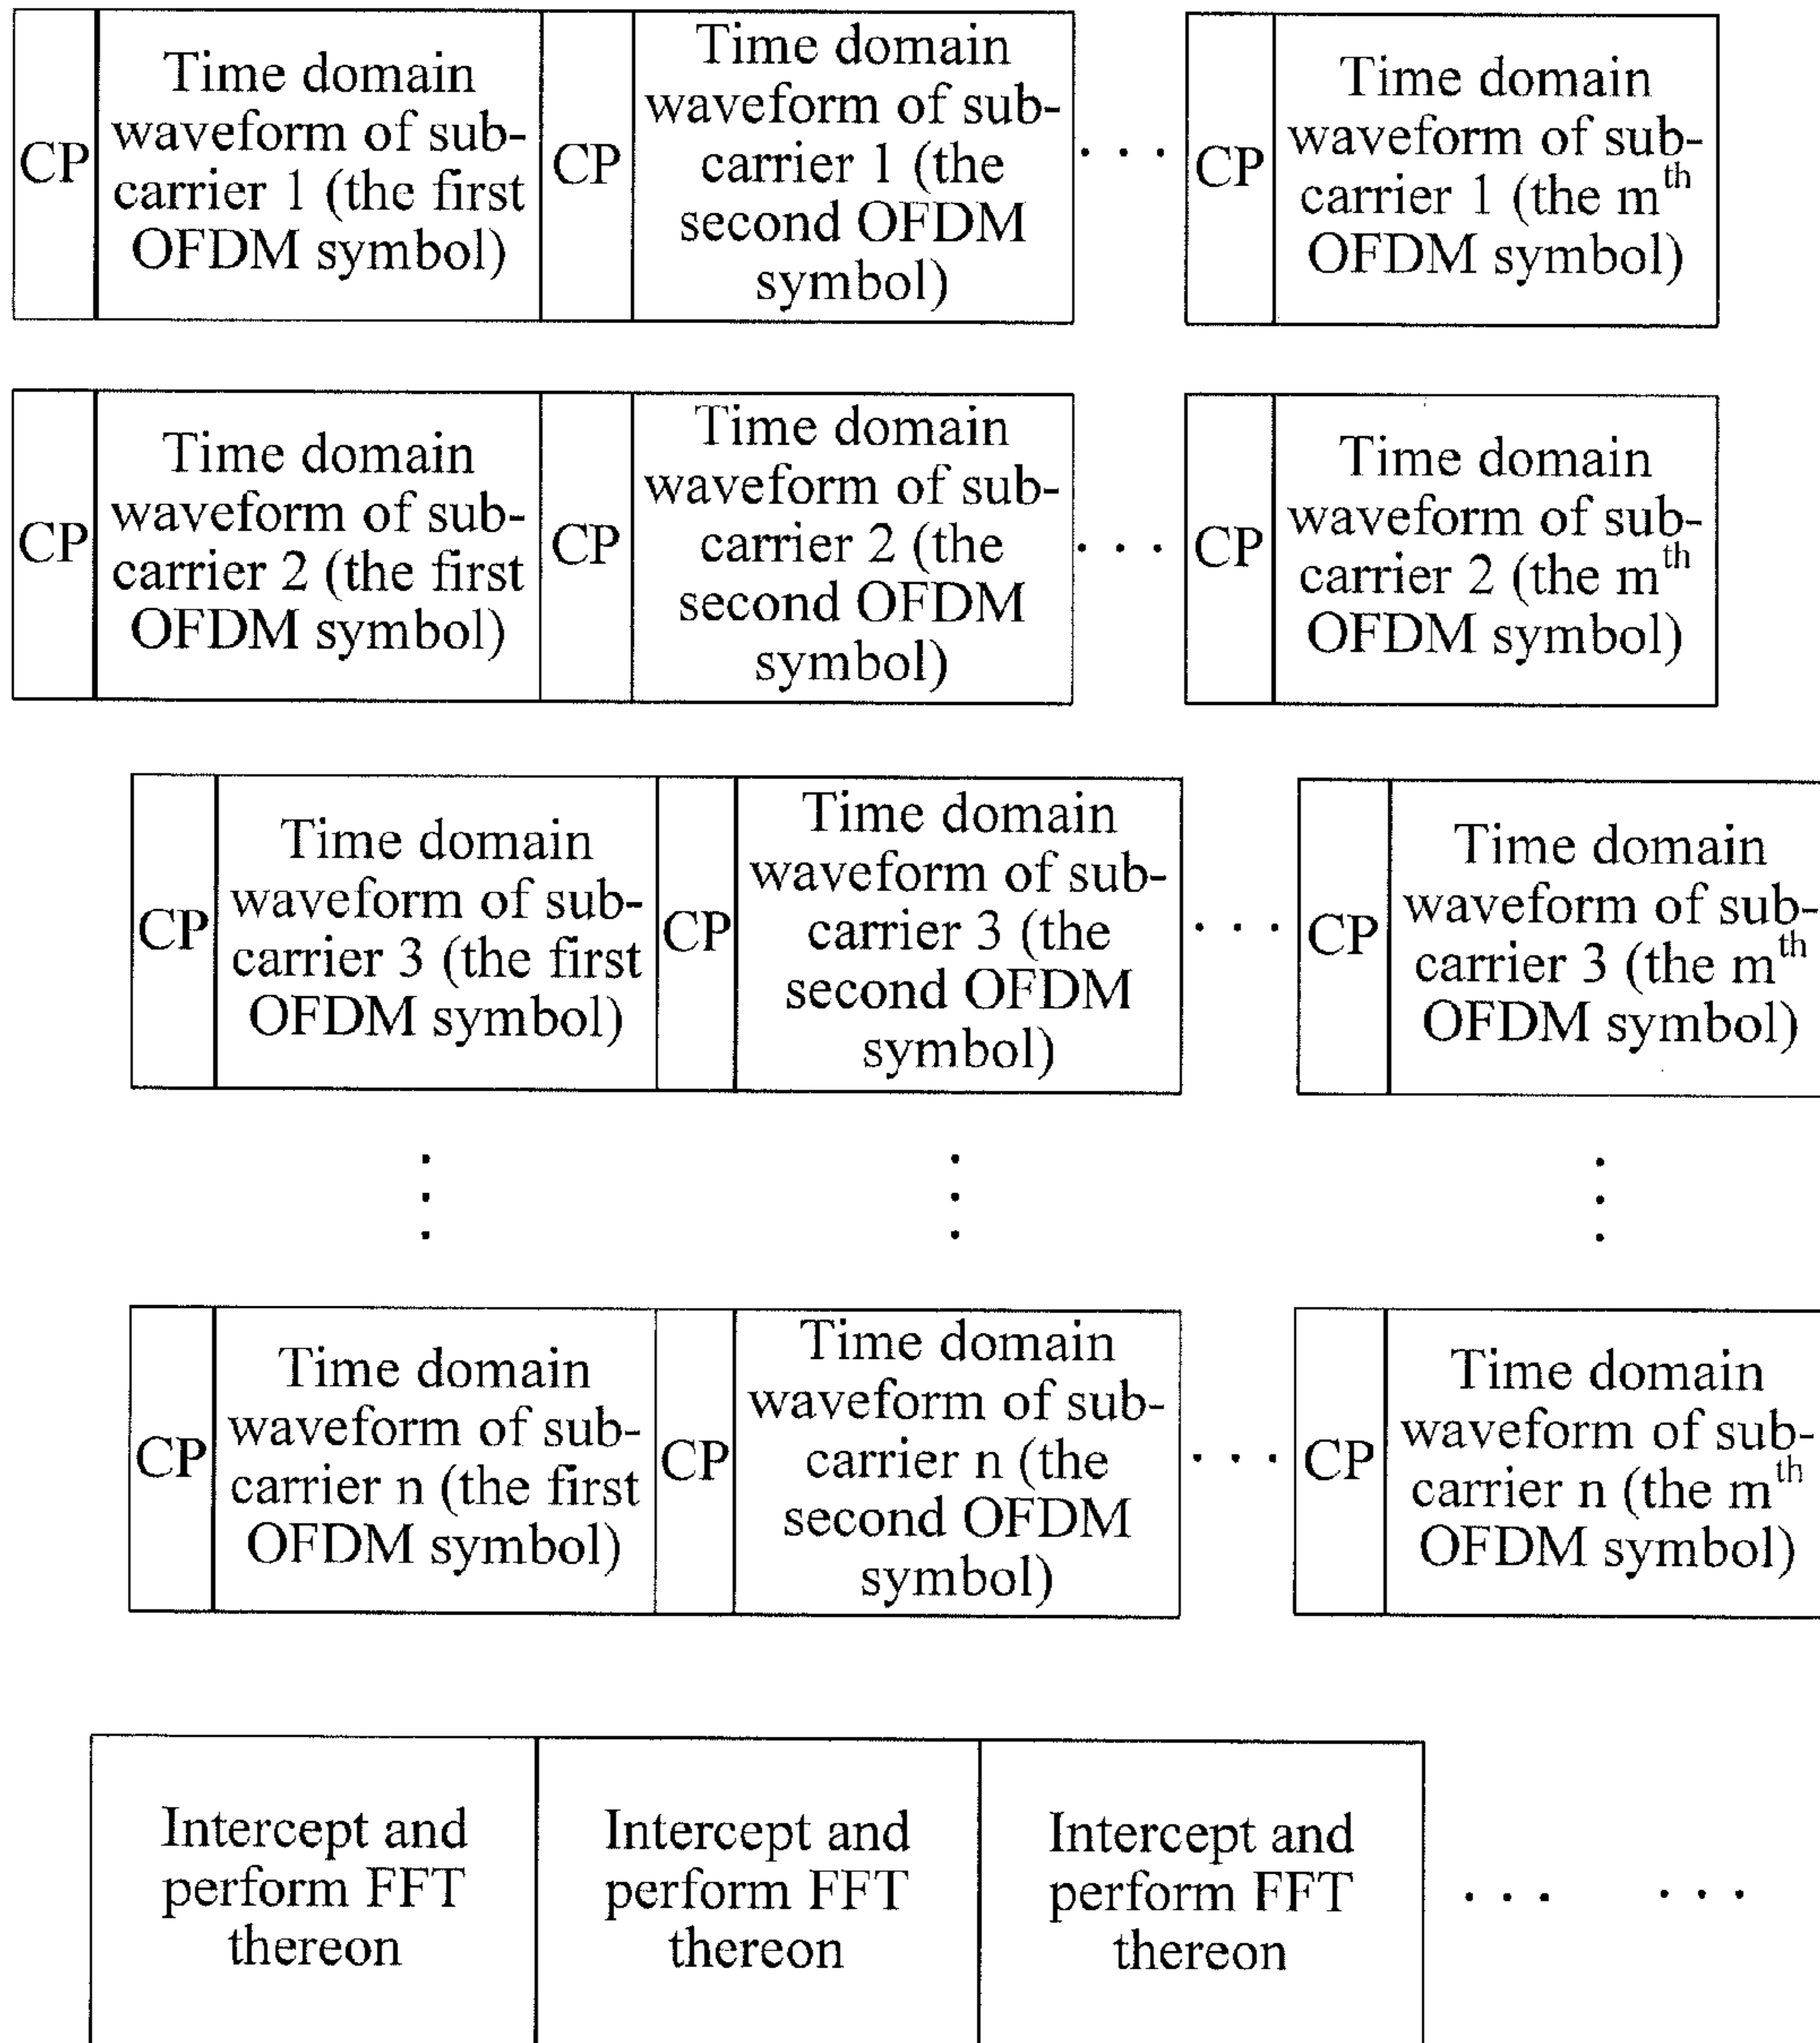 CP
Time domain
waveform of sub-
carrier 1 (the first
OFDM symbol)
CP
Time domain
waveform of sub-
carrier 1 (the
second OFDM
symbol)
. . .
CP
Time domain
waveform of sub-
carrier 1 (the mth
OFDM symbol)
CP
Time domain
waveform of sub-
carrier 2 (the first
OFDM symbol)
CP
Time domain
waveform of sub-
carrier 2 (the
second OFDM
symbol)
. . .
CP
Time domain
waveform of sub-
carrier 2 (the mth
OFDM symbol)
CP
Time domain
waveform of sub-
carrier 3 (the first
OFDM symbol)
CP
Time domain
waveform of sub-
carrier 3 (the
second OFDM
symbol)
. . .
CP
Time domain
waveform of sub-
carrier 3 (the mth
OFDM symbol)
CP
Time domain
waveform of sub-
carrier n (the first
OFDM symbol)
CP
Time domain
waveform of sub-
carrier n (the
second OFDM
symbol)
. . .
CP
Time domain
waveform of sub-
carrier n (the mth
OFDM symbol)
Intercept and
perform FFT
thereon
Intercept and
perform FFT
thereon
Intercept and
perform FFT
thereon
. . . . . .